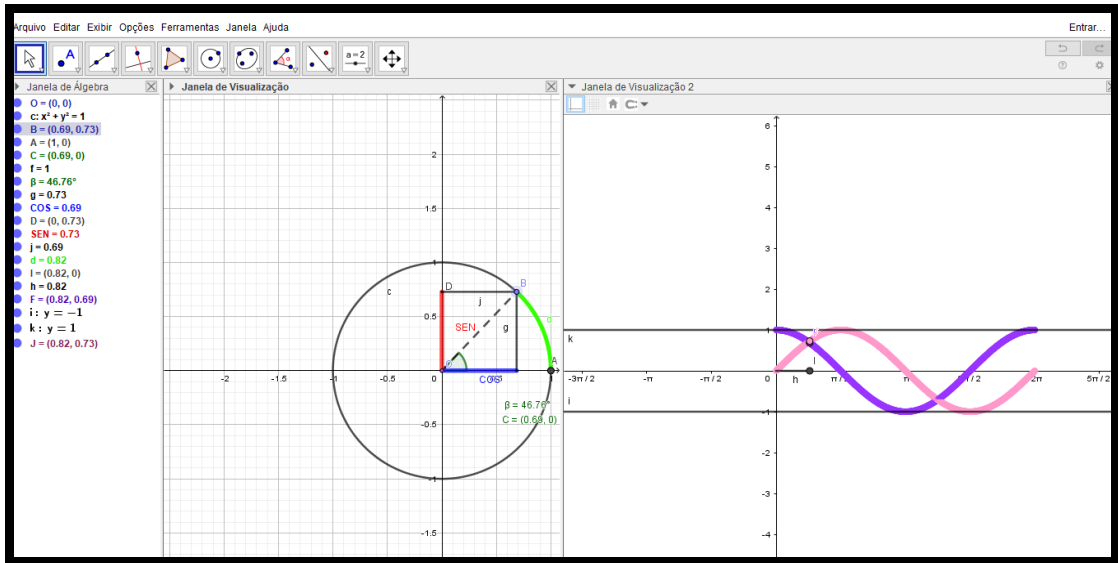 Arquivo Editar Exibir Opções Ferramentas Janela Ajuda
Entrar...
A
a=2
Janela de Álgebra
O = (0, 0)
c: x² + y² = 1
B = (0.69, 0.73)
A = (1, 0)
C = (0.69, 0)
f = 1
β = 46.76°
g = 0.73
COS = 0.69
D = (0, 0.73)
SEN = 0.73
j = 0.69
d = 0.82
I = (0.82, 0)
h = 0.82
F = (0.82, 0.69)
i : y = −1
k : y = 1
J = (0.82, 0.73)
Janela de Visualização
2
1.5
1
c
D
B
j
0.5
SEN
g
d
A
-2
-1.5
-1
-0.5
0
COS
1
β = 46.76°
C = (0.69, 0)
-0.5
-1
-1.5
Janela de Visualização 2
6
5
4
3
2
1
k
I
-3π / 2
-π
-π / 2
0
h
π / 2
π
3π / 2
2π
5π / 2
i
-1
-2
-3
-4